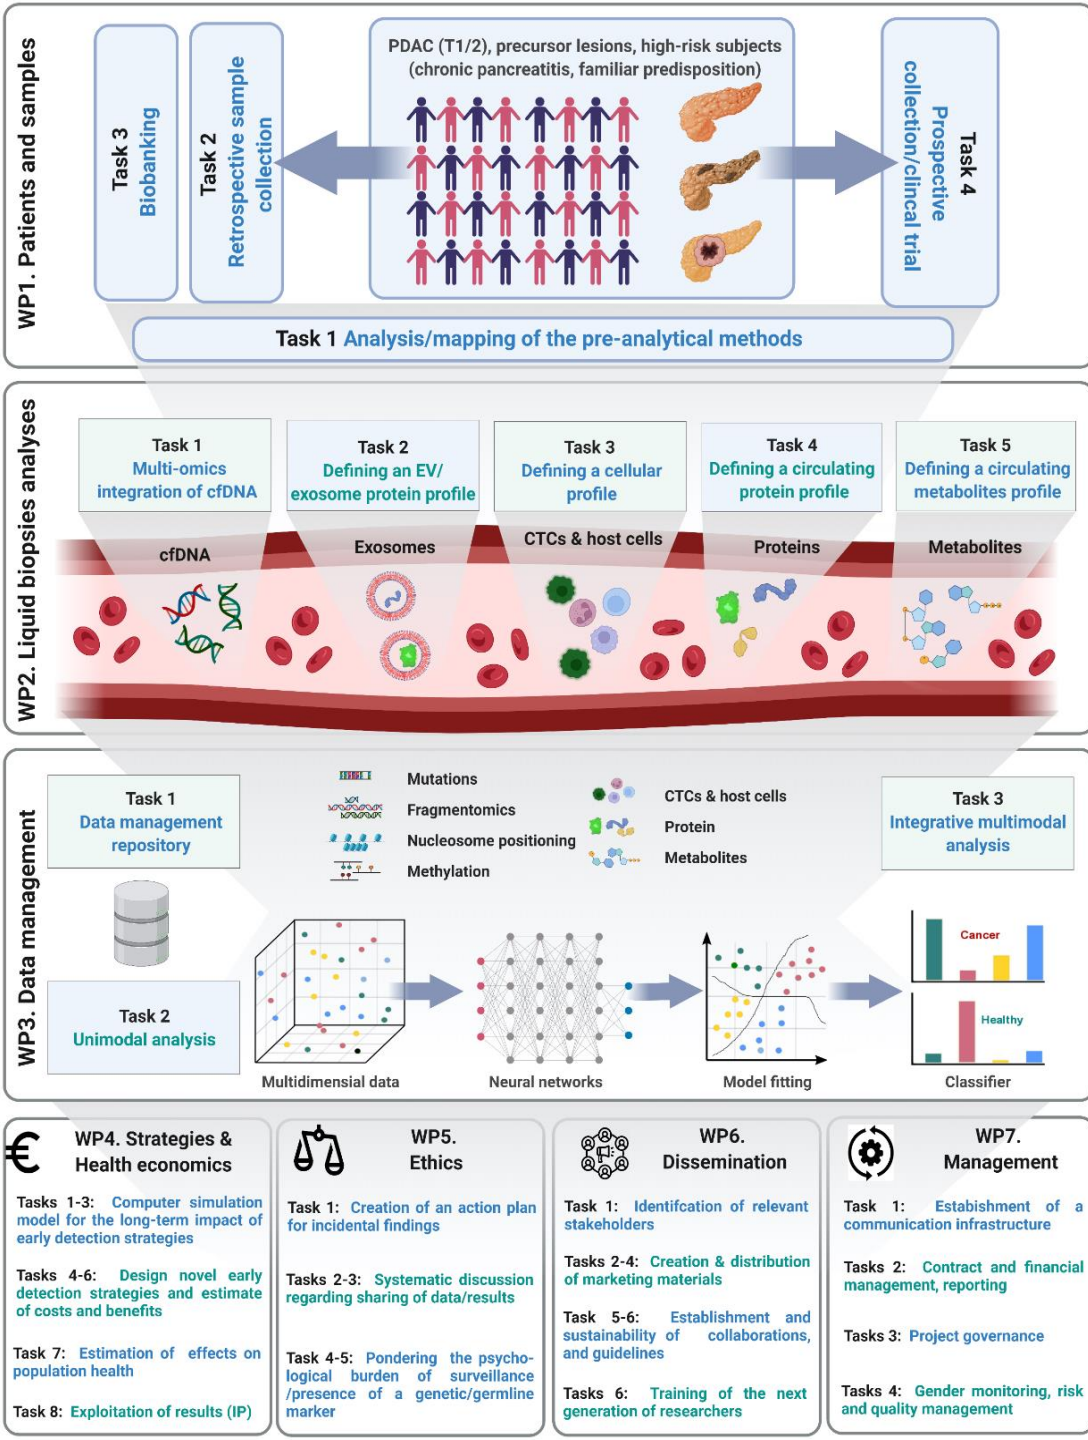 WP1. Patients and samples
Task 3
Biobanking
Task 2
Retrospective sample
collection
PDAC (T1/2), precursor lesions, high-risk subjects
(chronic pancreatitis, familiar predisposition)
Task 4
Prospective
collection/clincal trial
Task 1 Analysis/mapping of the pre-analytical methods
WP2. Liquid biopsies analyses
Task 1
Multi-omics
integration of cfDNA
Task 2
Defining an EV/
exosome protein profile
Task 3
Defining a cellular
profile
Task 4
Defining a circulating
protein profile
Task 5
Defining a circulating
metabolites profile
cfDNA
Exosomes
CTCs & host cells
Proteins
Metabolites
WP3. Data management
Task 1
Data management
repository
Mutations
Fragmentomics
Nucleosome positioning
Methylation
CTCs & host cells
Protein
Metabolites
Task 3
Integrative multimodal
analysis
Task 2
Unimodal analysis
Cancer
Healthy
Multidimensial data
Neural networks
Model fitting
Classifier
€
WP4. Strategies &
Health economics
Tasks 1-3: Computer simulation
model for the long-term impact of
early detection strategies
Tasks 4-6: Design novel early
detection strategies and estimate
of costs and benefits
Task 7: Estimation of effects on
population health
Task 8: Exploitation of results (IP)
WP5.
Ethics
Task 1: Creation of an action plan
for incidental findings
Tasks 2-3: Systematic discussion
regarding sharing of data/results
Task 4-5: Pondering the psycho-
logical burden of surveillance
/presence of a genetic/germline
marker
WP6.
Dissemination
Task 1: Identifcation of relevant
stakeholders
Tasks 2-4: Creation & distribution
of marketing materials
Task 5-6: Establishment and
sustainability of collaborations,
and guidelines
Tasks 6: Training of the next
generation of researchers
WP7.
Management
Task 1: Estabishment of a
communication infrastructure
Tasks 2: Contract and financial
management, reporting
Tasks 3: Project governance
Tasks 4: Gender monitoring, risk
and quality management